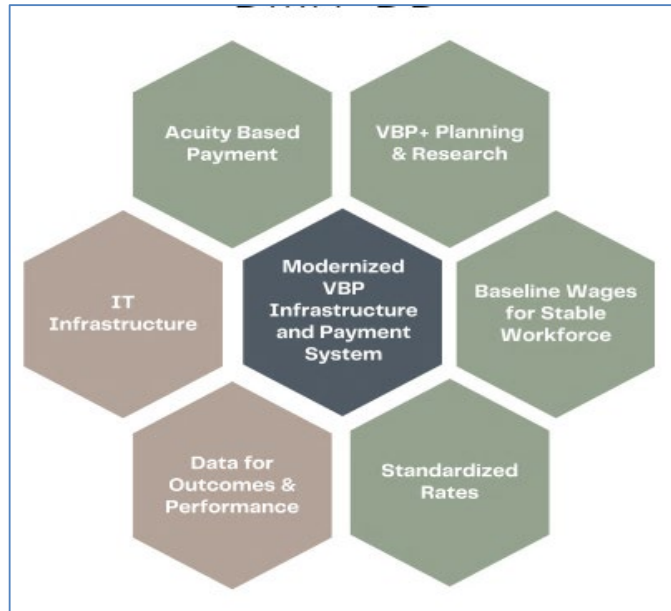 Acuity Based
Payment
VBP+ Planning
& Research
IT
Infrastructure
Modernized
VBP
Infrastructure
and Payment
System
Baseline Wages
for Stable
Workforce
Data for
Outcomes &
Performance
Standardized
Rates